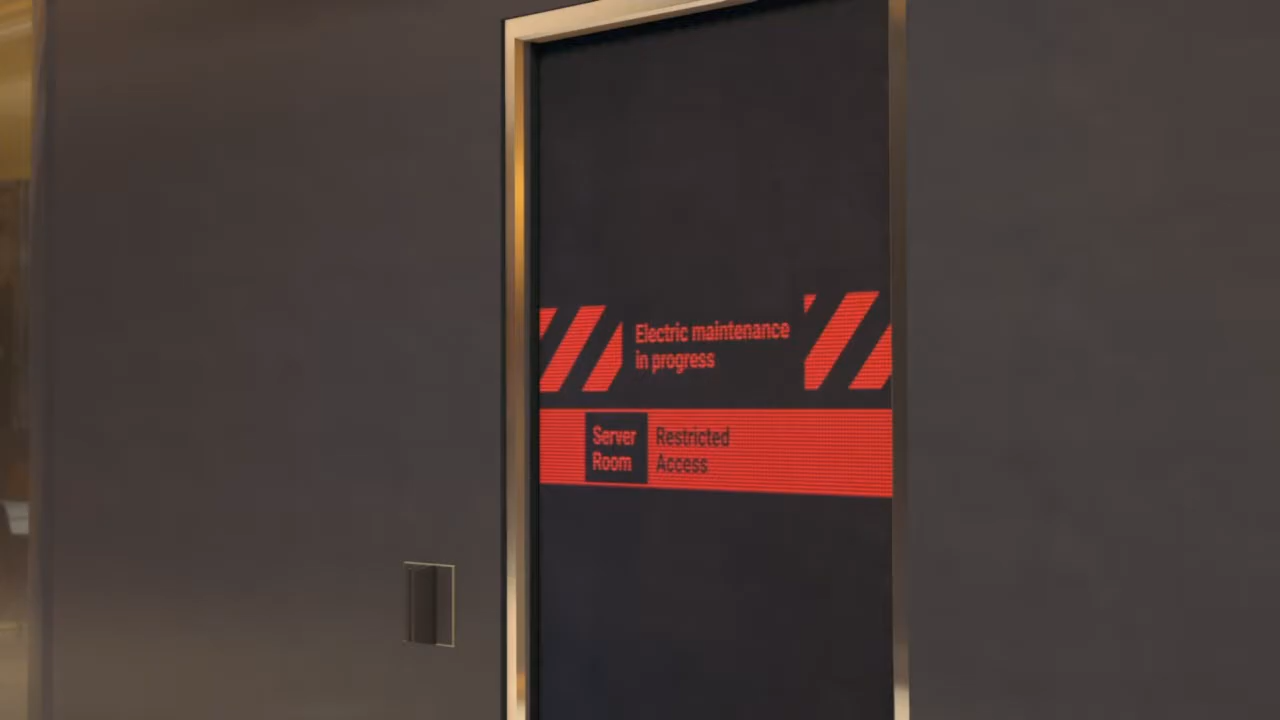 Electric maintenance
in progress
Server
Room
Restricted
Access